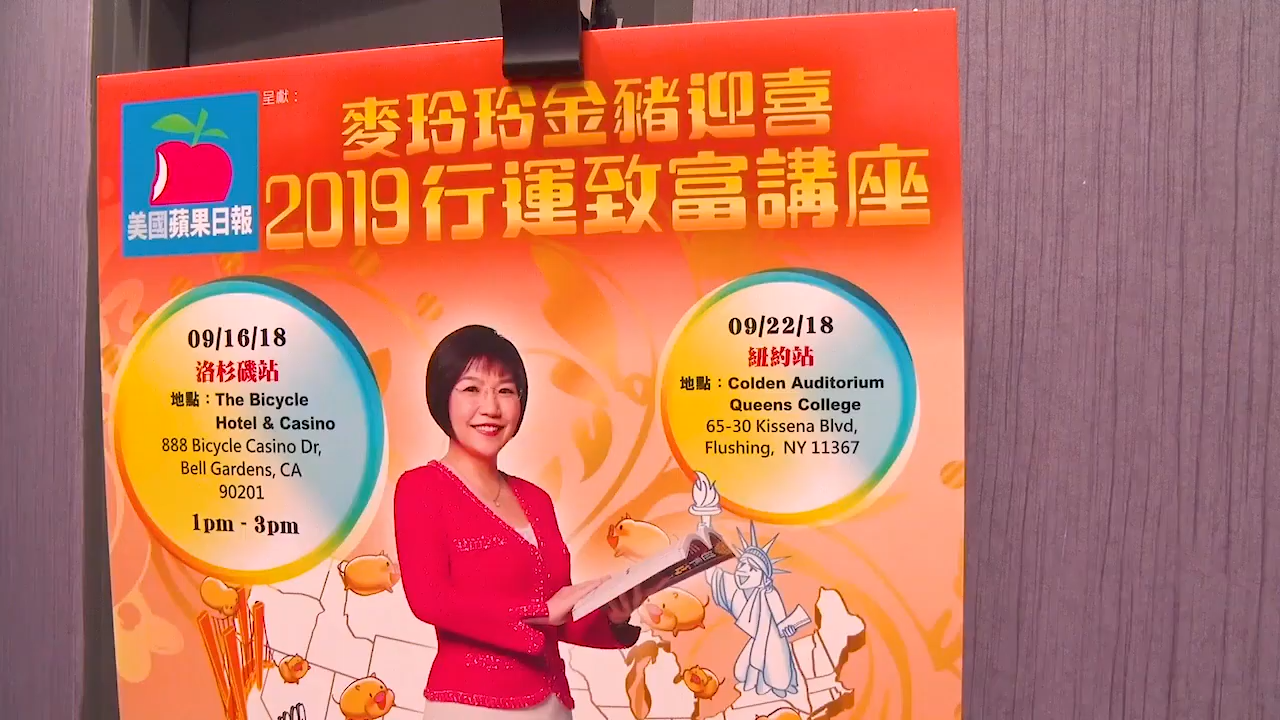 呈獻：
美國蘋果日報
麥玲玲金豬迎喜
2019行運致富講座
09/16/18
洛杉磯站
地點：The Bicycle
Hotel & Casino
888 Bicycle Casino Dr,
Bell Gardens, CA
90201
1pm - 3pm
09/22/18
紐約站
地點：Colden Auditorium
Queens College
65-30 Kissena Blvd,
Flushing, NY 11367